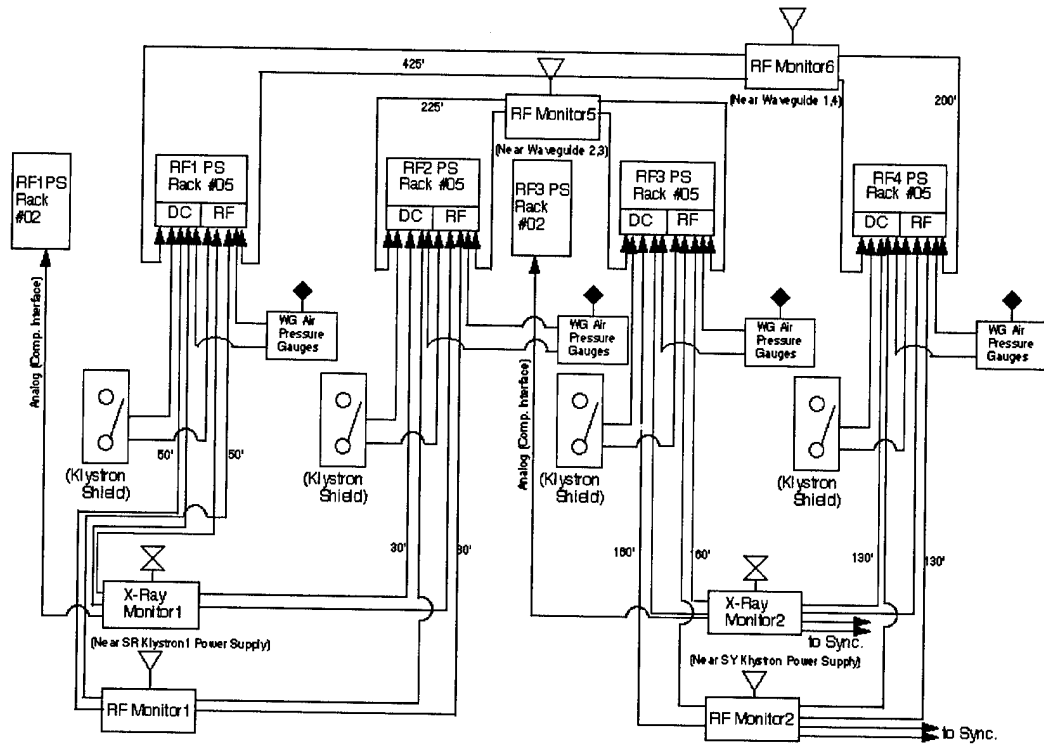 RF Monitor6
425'
(Near Waveguide 1,4)
200'
225'
RF Monitor5
(Near Waveguide 2,3)
RF1 PS
Rack
#02
RF1 PS
Rack #05
DC
RF
RF2 PS
Rack #05
DC
RF
RF3 PS
Rack
#02
RF3 PS
Rack #05
DC
RF
RF4 PS
Rack #05
DC
RF
WG Air
Pressure
Gauges
WG Air
Pressure
Gauges
WG Air
Pressure
Gauges
WG Air
Pressure
Gauges
Analog (Comp. Interface)
Analog (Comp. Interface)
50'
50'
(Klystron
Shield)
(Klystron
Shield)
(Klystron
Shield)
(Klystron
Shield)
30'
30'
160'
160'
130'
130'
X-Ray
Monitor1
(Near SR Klystron1 Power Supply)
X-Ray
Monitor2
to Sync.
(Near SY Klystron Power Supply)
RF Monitor1
RF Monitor2
to Sync.